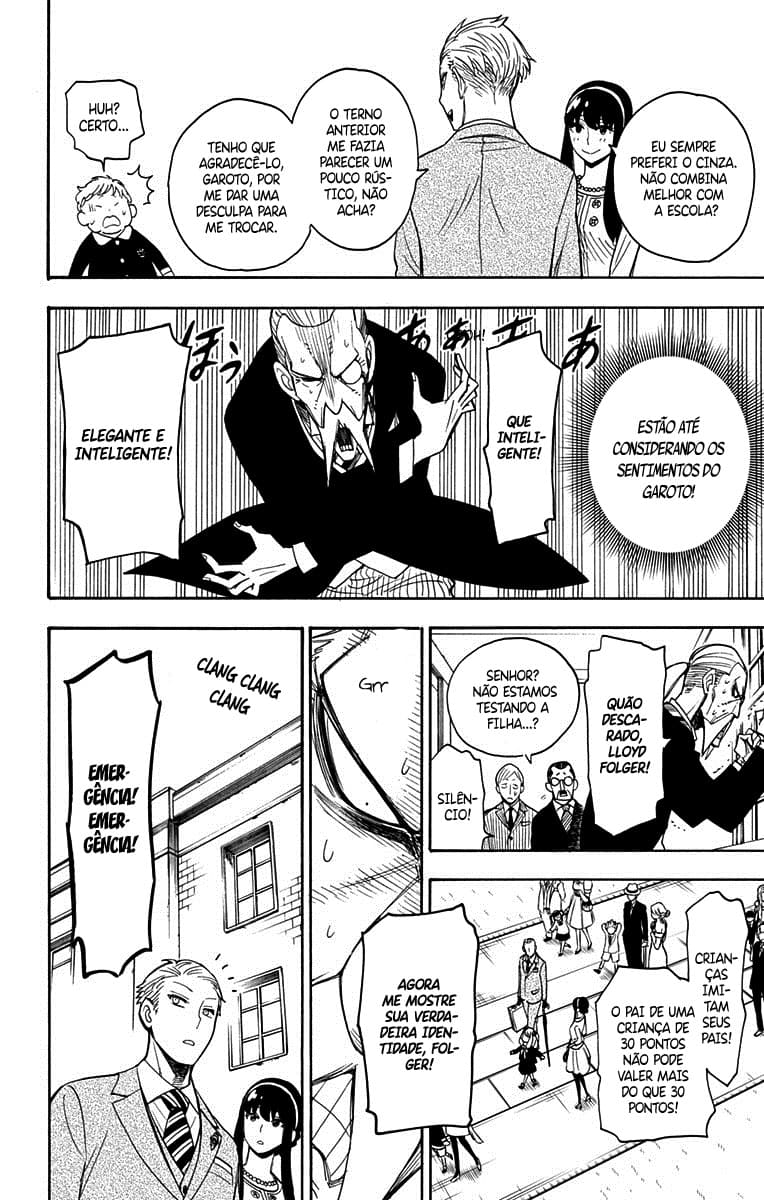 EU SEMPRE
PREFERI O CINZA.
NÃO COMBINA
MELHOR COM
A ESCOLA?
O TERNO
ANTERIOR
ME FAZIA
PARECER UM
POUCO RÚS-
TICO, NÃO
ACHA?
TENHO QUE
AGRADECÊ-LO,
GAROTO, POR
ME DAR UMA
DESCULPA PARA
ME TROCAR.
HUH?
CERTO...
ESTÃO ATÉ
CONSIDERANDO OS
SENTIMENTOS DO
GAROTO!
QUE
INTELI-
GENTE!
ELEGANTE E
INTELIGENTE!
QUÃO
DESCA-
RADO,
LLOYD
FOLGER!
SENHOR?
NÃO ESTAMOS
TESTANDO A
FILHA...?
SILÊN-
CIO!
CRIAN-
ÇAS
IMI-
TAM
SEUS
PAIS!
O PAI DE UMA
CRIANÇA DE
30 PONTOS
NÃO PODE
VALER MAIS
DO QUE 30
PONTOS!
Grr
AGORA
ME MOSTRE
SUA VERDA-
DEIRA IDEN-
TIDADE, FOL-
GER!
CLANG CLANG
CLANG
EMER-
GÊNCIA!
EMER-
GÊNCIA!